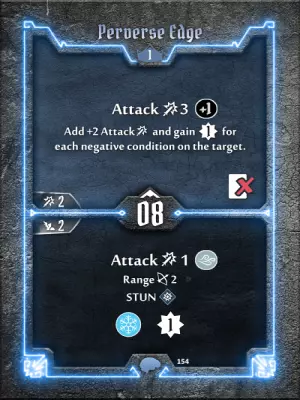 Perverse Edge
1
Attack 3 +1
Add +2 Attack and gain 1 for
each negative condition on the target.
2
08
2
Attack 1
Range 2
STUN
1
154